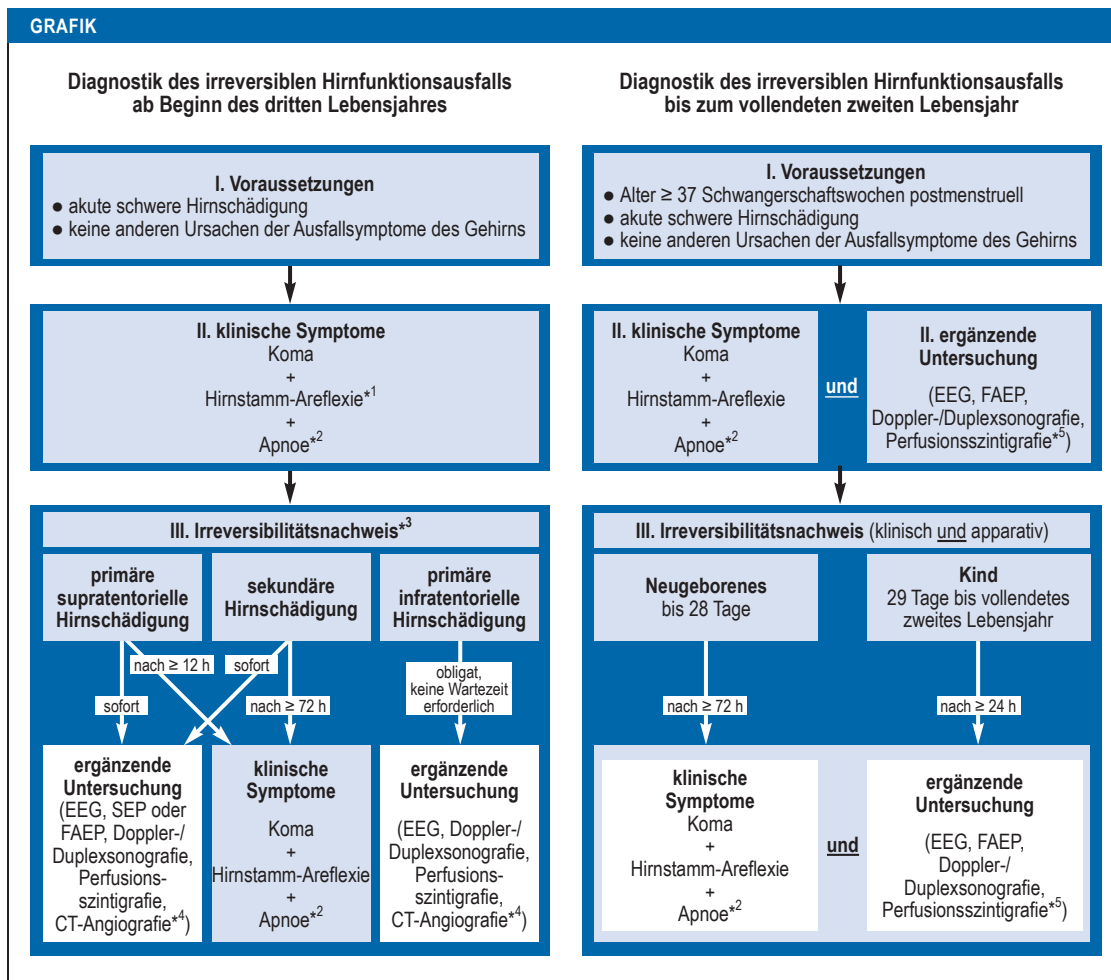 GRAFIK
Diagnostik des irreversiblen Hirnfunktionsausfalls
ab Beginn des dritten Lebensjahres
I. Voraussetzungen
● akute schwere Hirnschädigung
● keine anderen Ursachen der Ausfallsymptome des Gehirns
II. klinische Symptome
Koma
+
Hirnstamm-Areflexie*1
+
Apnoe*2
III. Irreversibilitätsnachweis*3
primäre
supratentorielle
Hirnschädigung
sekundäre
Hirnschädigung
primäre
infratentorielle
Hirnschädigung
nach ≥ 12 h
sofort
obligat,
keine Wartezeit
erforderlich
sofort
nach ≥ 72 h
ergänzende
Untersuchung
(EEG, SEP oder
FAEP, Doppler-/
Duplexsonografie,
Perfusions-
szintigrafie,
CT-Angiografie*4)
klinische
Symptome
Koma
+
Hirnstamm-Areflexie
+
Apnoe*2
ergänzende
Untersuchung
(EEG, Doppler-/
Duplexsonografie,
Perfusions-
szintigrafie,
CT-Angiografie*4)
Diagnostik des irreversiblen Hirnfunktionsausfalls
bis zum vollendeten zweiten Lebensjahr
I. Voraussetzungen
● Alter ≥ 37 Schwangerschaftswochen postmenstruell
● akute schwere Hirnschädigung
● keine anderen Ursachen der Ausfallsymptome des Gehirns
II. klinische Symptome
Koma
+
Hirnstamm-Areflexie
+
Apnoe*2
und
II. ergänzende
Untersuchung
(EEG, FAEP,
Doppler-/Duplexsonografie,
Perfusionsszintigrafie*5)
III. Irreversibilitätsnachweis (klinisch und apparativ)
Neugeborenes
bis 28 Tage
Kind
29 Tage bis vollendetes
zweites Lebensjahr
nach ≥ 72 h
nach ≥ 24 h
klinische
Symptome
Koma
+
Hirnstamm-Areflexie
+
Apnoe*2
und
ergänzende
Untersuchung
(EEG, FAEP,
Doppler-/
Duplexsonografie,
Perfusionsszintigrafie*5)